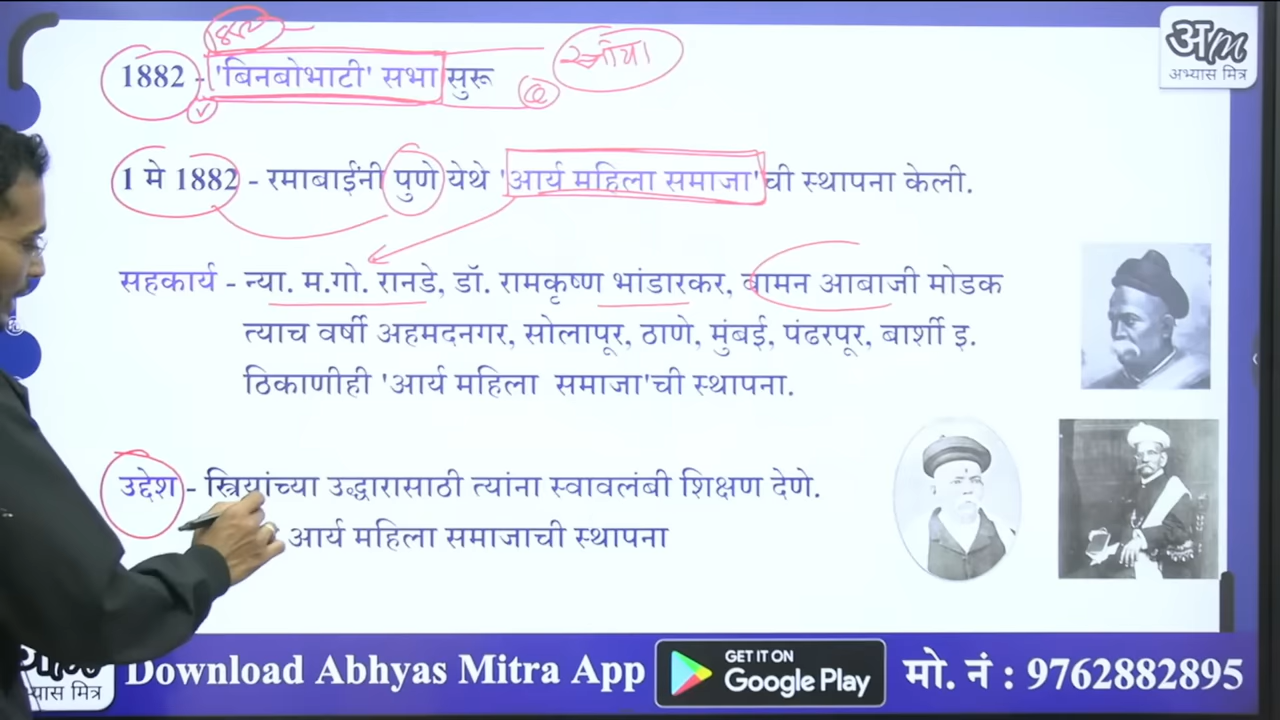 स्त्रीया
1882 - 'बिनबोभाटी' सभा सुरू
अm
अभ्यास मित्र
1 मे 1882 - रमाबाईंनी पुणे येथे 'आर्य महिला समाजा'ची स्थापना केली.
सहकार्य - न्या. म.गो. रानडे, डॉ. रामकृष्ण भांडारकर, वामन आबाजी मोडक
त्याच वर्षी अहमदनगर, सोलापूर, ठाणे, मुंबई, पंढरपूर, बार्शी इ.
ठिकाणीही 'आर्य महिला समाजा'ची स्थापना.
उद्देश - स्त्रियांच्या उद्धारासाठी त्यांना स्वावलंबी शिक्षण देणे.
आर्य महिला समाजाची स्थापना
Download Abhyas Mitra App
GET IT ON
Google Play
मो. नं : 9762882895